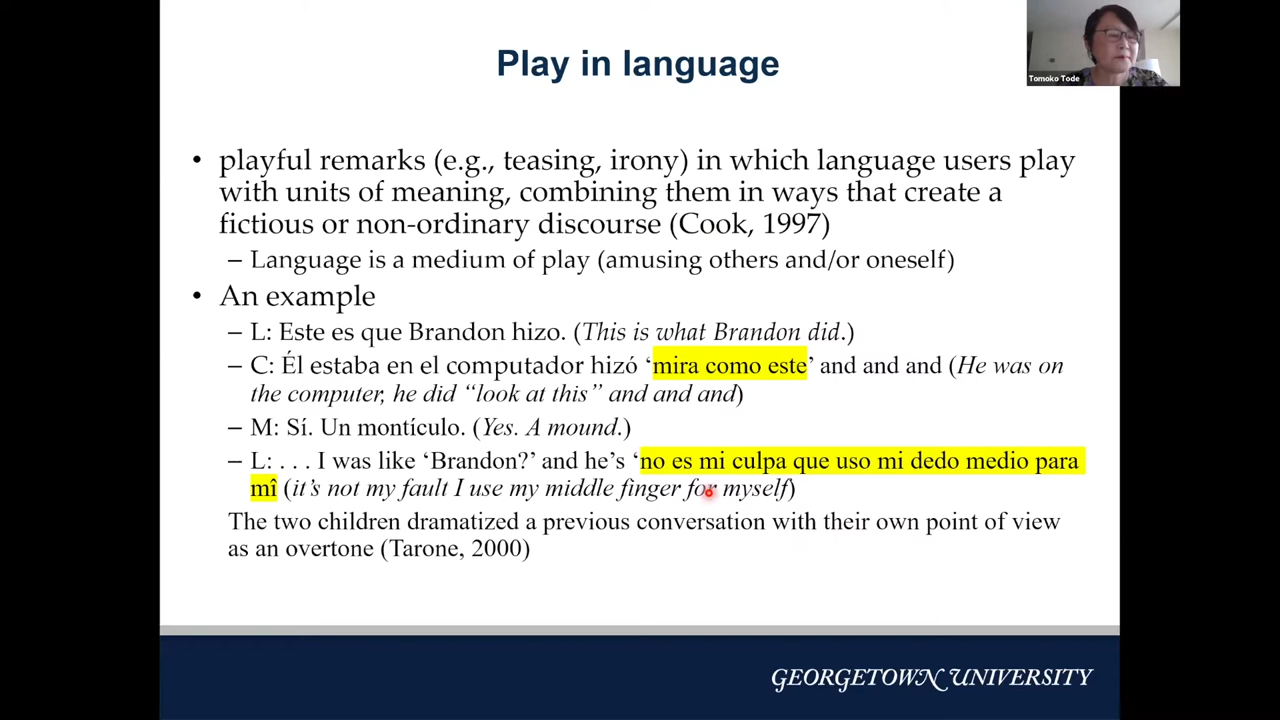 Play in language
Tomoko Tode
• playful remarks (e.g., teasing, irony) in which language users play
with units of meaning, combining them in ways that create a
fictious or non-ordinary discourse (Cook, 1997)
– Language is a medium of play (amusing others and/or oneself)
• An example
– L: Este es que Brandon hizo. (This is what Brandon did.)
– C: Él estaba en el computador hizó ‘mira como este’ and and and (He was on
the computer, he did “look at this” and and and)
– M: Sí. Un montículo. (Yes. A mound.)
– L: . . . I was like ‘Brandon?’ and he’s ‘no es mi culpa que uso mi dedo medio para
mî (it’s not my fault I use my middle finger for myself)
The two children dramatized a previous conversation with their own point of view
as an overtone (Tarone, 2000)
GEORGETOWN UNIVERSITY